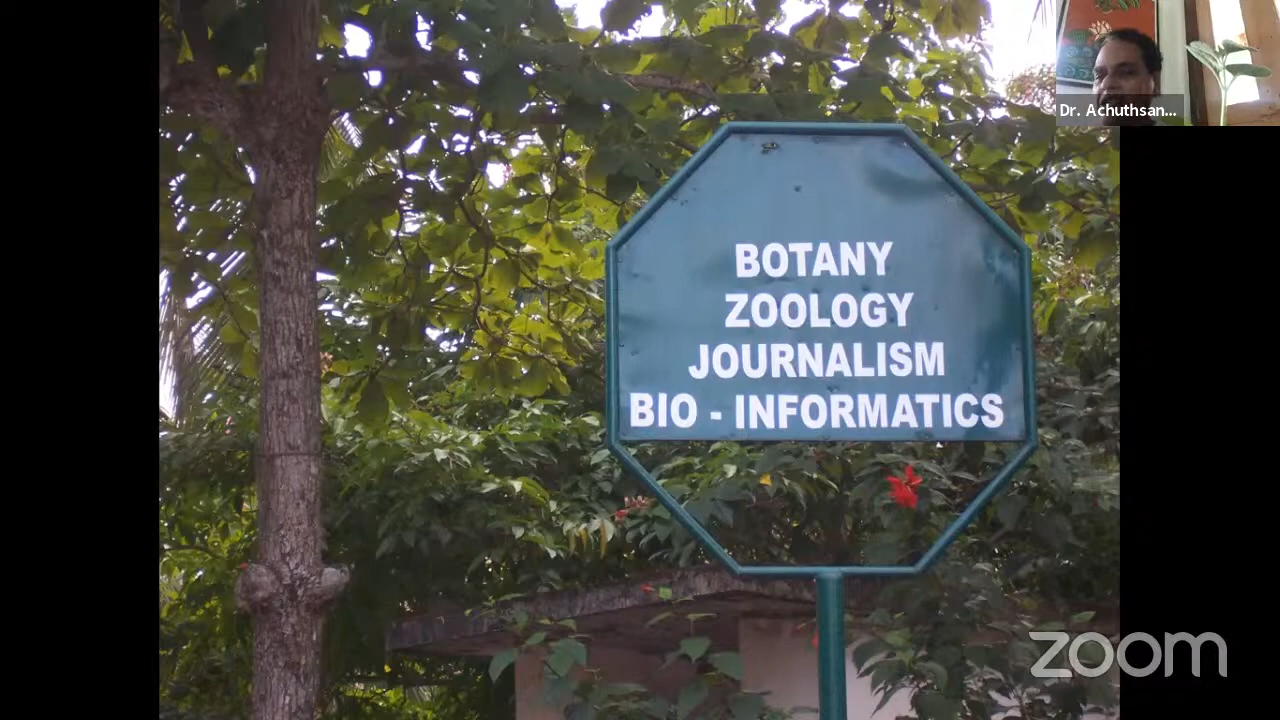 BOTANY
ZOOLOGY
JOURNALISM
BIO - INFORMATICS
Dr. Achuthsan...
zoom